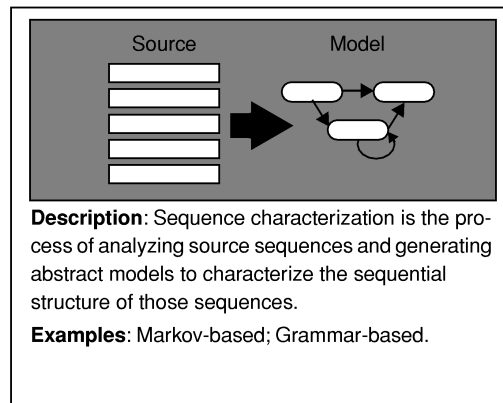 Source Model
Description: Sequence characterization is the pro-
cess of analyzing source sequences and generating
abstract models to characterize the sequential
structure of those sequences.
Examples: Markov-based; Grammar-based.